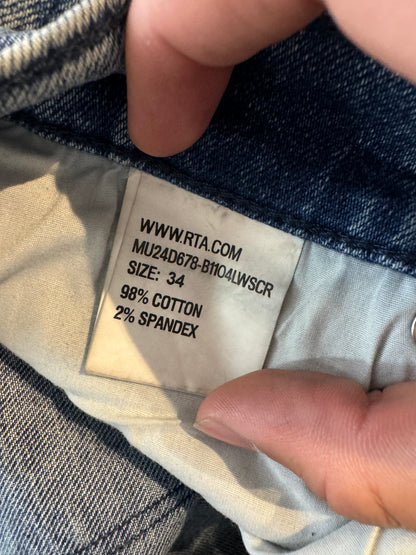 WWW.RTA.COM
MU24D678-B1104LWSCR
SIZE: 34
98% COTTON
2% SPANDEX